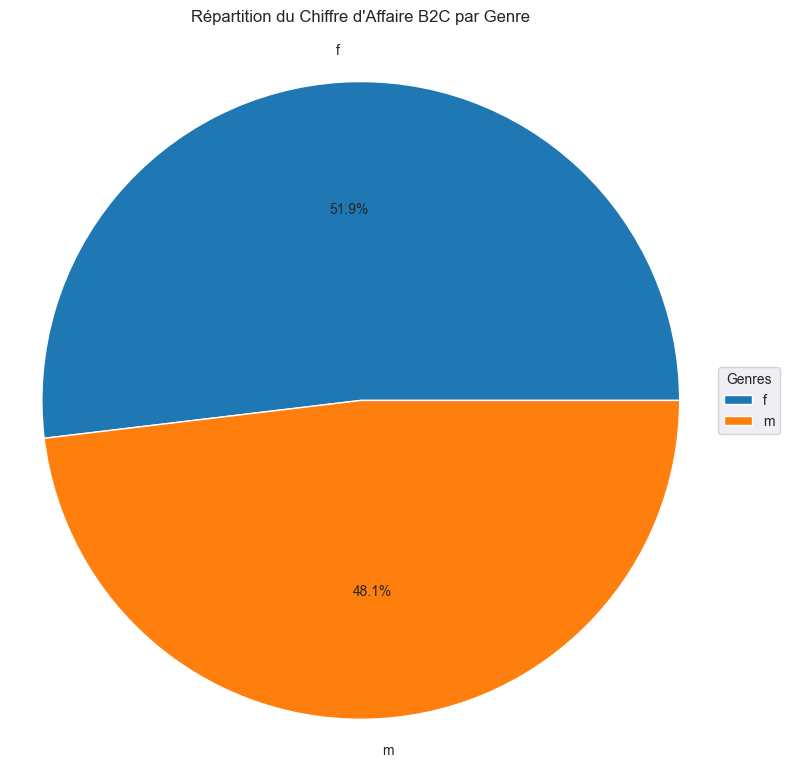 Répartition du Chiffre d'Affaire B2C par Genre
f
51.9%
Genres
f
m
48.1%
m